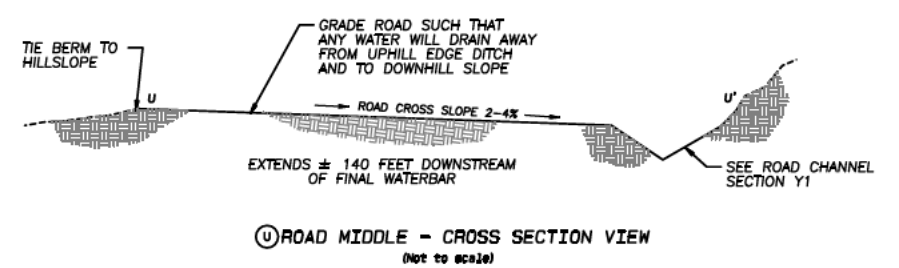 GRADE ROAD SUCH THAT
ANY WATER WILL DRAIN AWAY
FROM UPHILL EDGE DITCH
AND TO DOWNHILL SLOPE
TIE BERM TO
HILLSLOPE
U
U'
ROAD CROSS SLOPE 2-4%
EXTENDS ± 140 FEET DOWNSTREAM
OF FINAL WATERBAR
SEE ROAD CHANNEL
SECTION Y1
U ROAD MIDDLE - CROSS SECTION VIEW
(Not to scale)